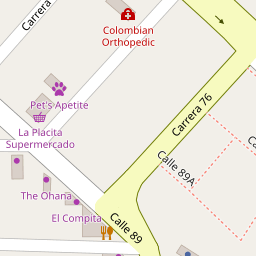 Carrera
Colombian
Orthopedic
Pet's Apetite
La Placita
Supermercado
Carrera 76
Calle 89A
The Ohana
El Compita
Calle 89